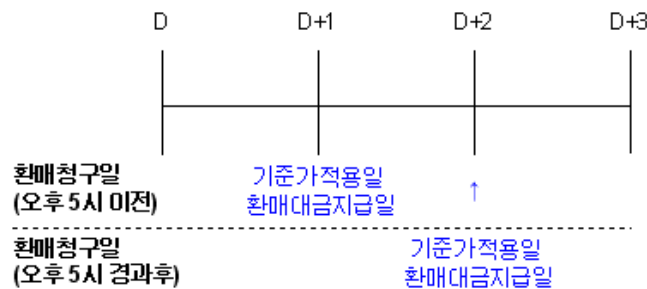 D D+1 D+2 D+3
환매청구일 기준가적용일
(오후 5시 이전) 환매대금지급일 ↑
환매청구일 기준가적용일
(오후 5시 경과후) 환매대금지급일